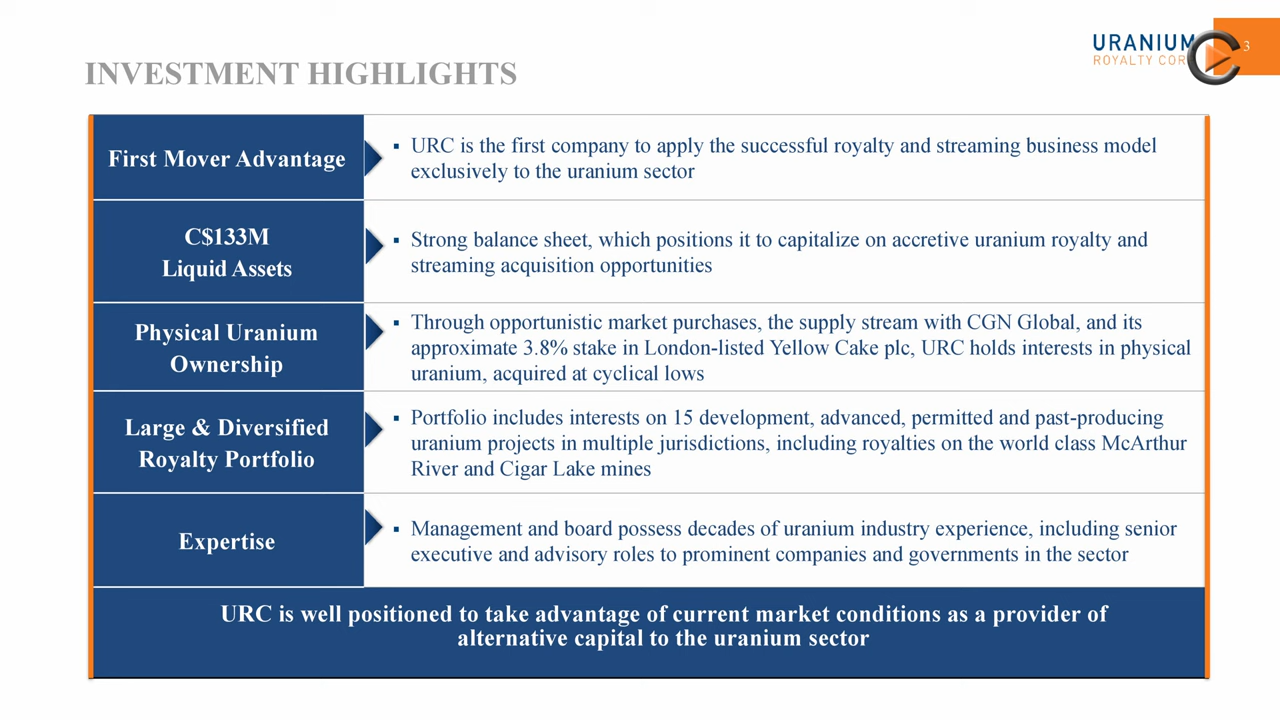 URANIUM
ROYALTY COR
3
INVESTMENT HIGHLIGHTS
First Mover Advantage
▪ URC is the first company to apply the successful royalty and streaming business model
exclusively to the uranium sector
C$133M
Liquid Assets
▪ Strong balance sheet, which positions it to capitalize on accretive uranium royalty and
streaming acquisition opportunities
Physical Uranium
Ownership
▪ Through opportunistic market purchases, the supply stream with CGN Global, and its
approximate 3.8% stake in London-listed Yellow Cake plc, URC holds interests in physical
uranium, acquired at cyclical lows
Large & Diversified
Royalty Portfolio
▪ Portfolio includes interests on 15 development, advanced, permitted and past-producing
uranium projects in multiple jurisdictions, including royalties on the world class McArthur
River and Cigar Lake mines
Expertise
▪ Management and board possess decades of uranium industry experience, including senior
executive and advisory roles to prominent companies and governments in the sector
URC is well positioned to take advantage of current market conditions as a provider of
alternative capital to the uranium sector